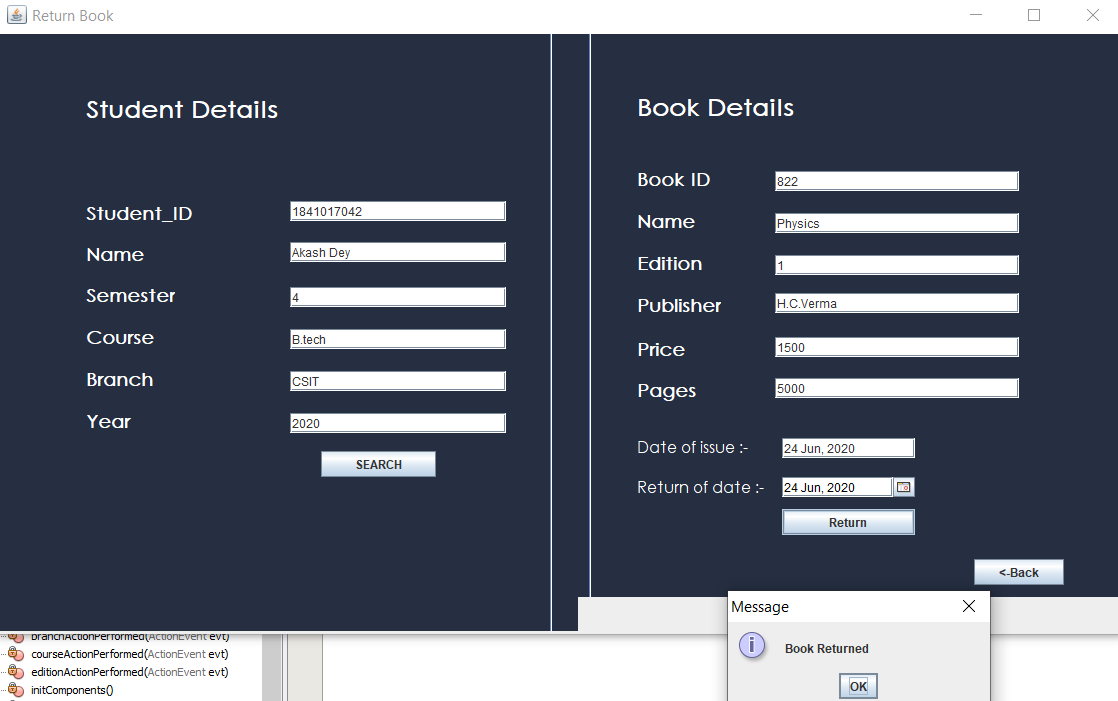 Return Book
Student Details
Student_ID 1841017042
Name Akash Dey
Semester 4
Course B.tech
Branch CSIT
Year 2020
SEARCH
Book Details
Book ID 822
Name Physics
Edition 1
Publisher H.C.Verma
Price 1500
Pages 5000
Date of issue :- 24 Jun, 2020
Return of date :- 24 Jun, 2020
Return
<-Back
Message
Book Returned
OK
branchActionPerformed(ActionEvent evt)
courseActionPerformed(ActionEvent evt)
editionActionPerformed(ActionEvent evt)
initComponents()